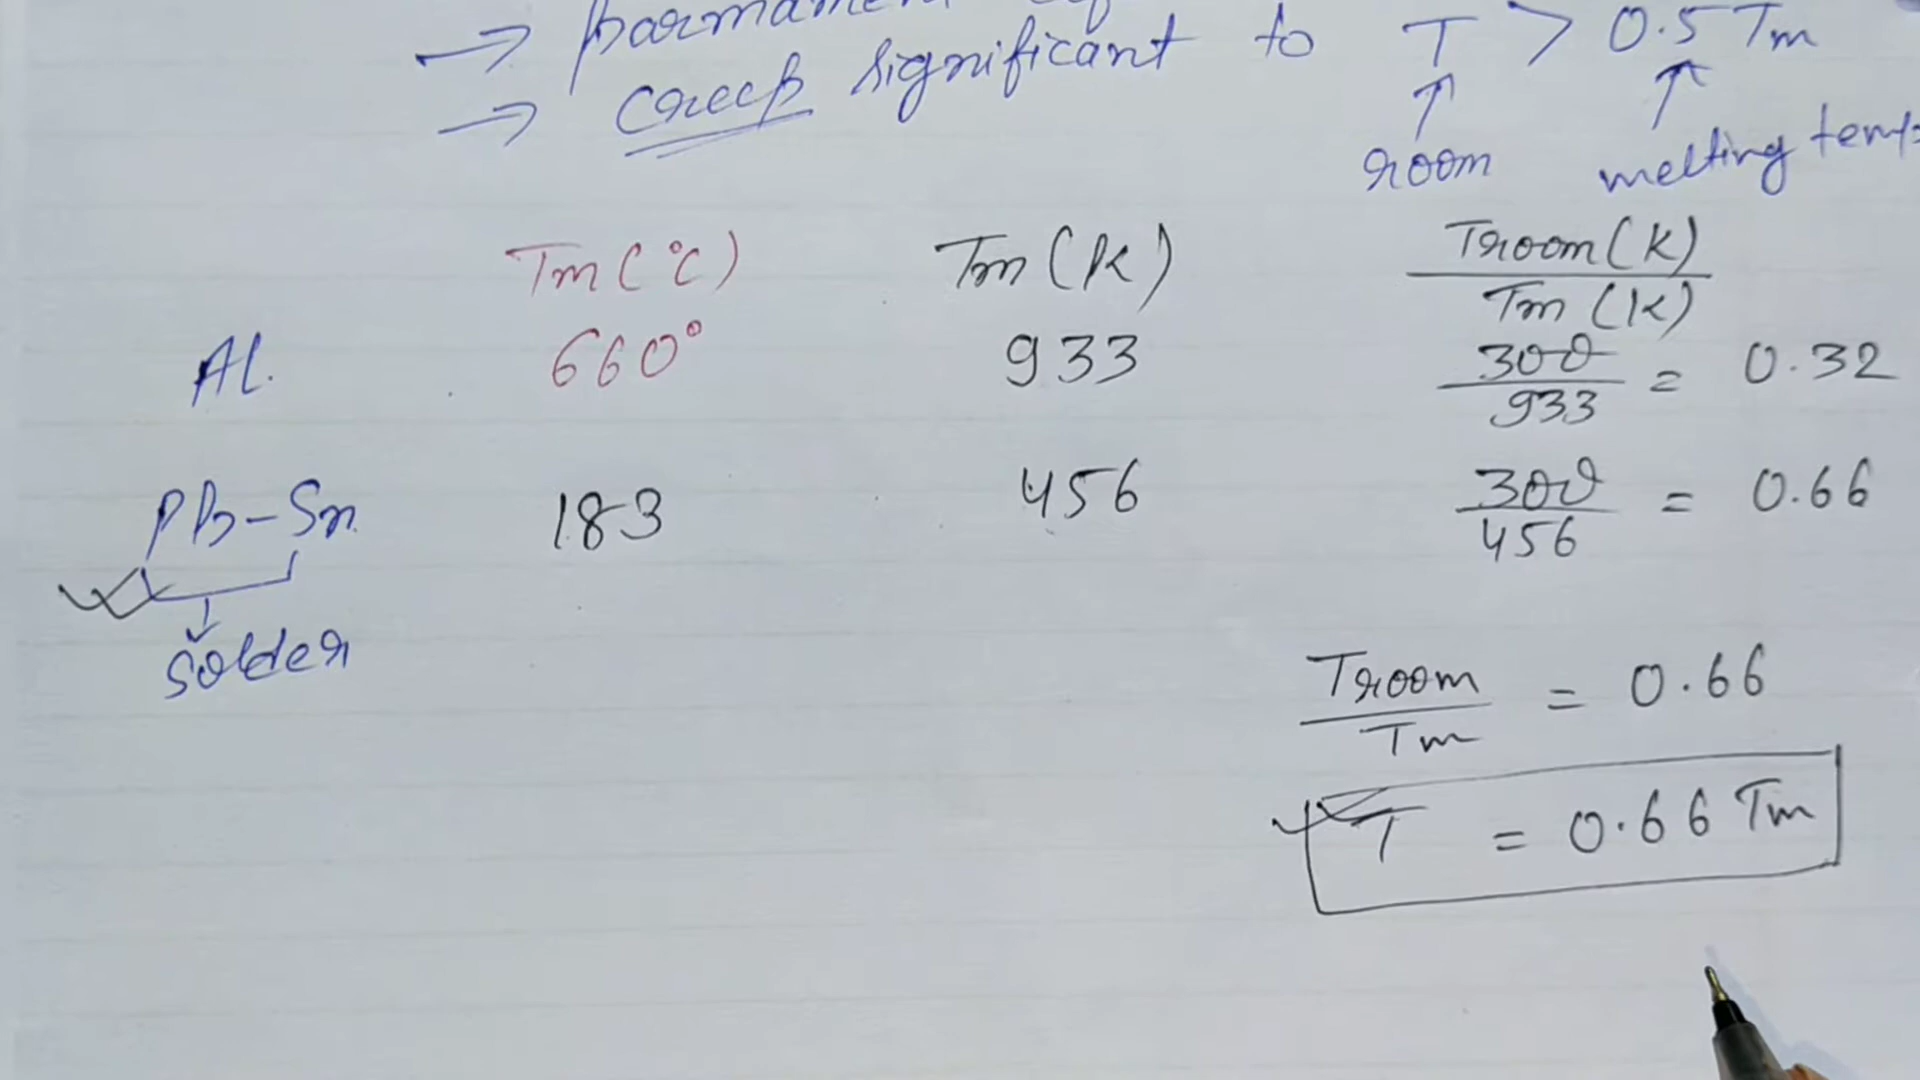 →
→ creep significant to T > 0.5 Tm
↑ ↑
room melting temp
Tm (°C) Tm (K) Troom (K) / Tm (K)
Al. 660° 933 300 / 933 = 0.32
Pb-Sn 183 456 300 / 456 = 0.66
solder
Troom / Tm = 0.66
T = 0.66 Tm